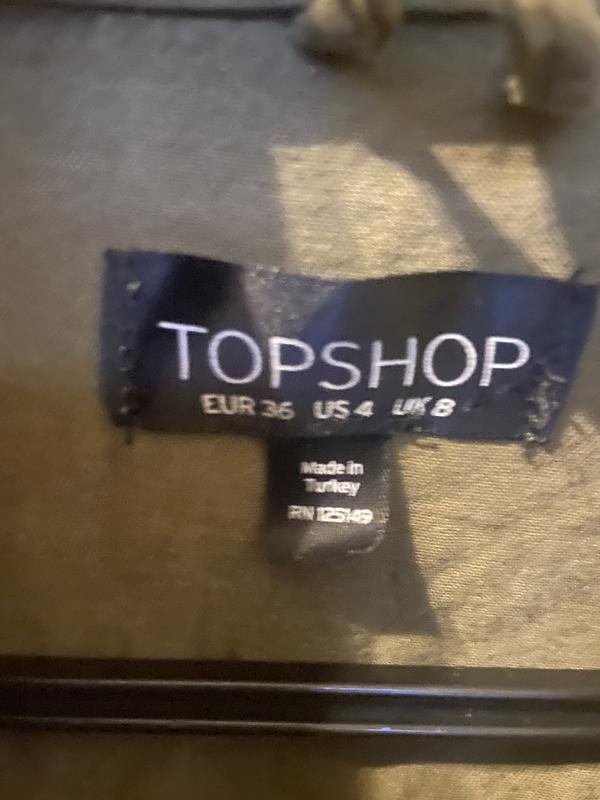 TOPSHOP
EUR 36 US 4 UK 8
Made in
Turkey
RN 125149